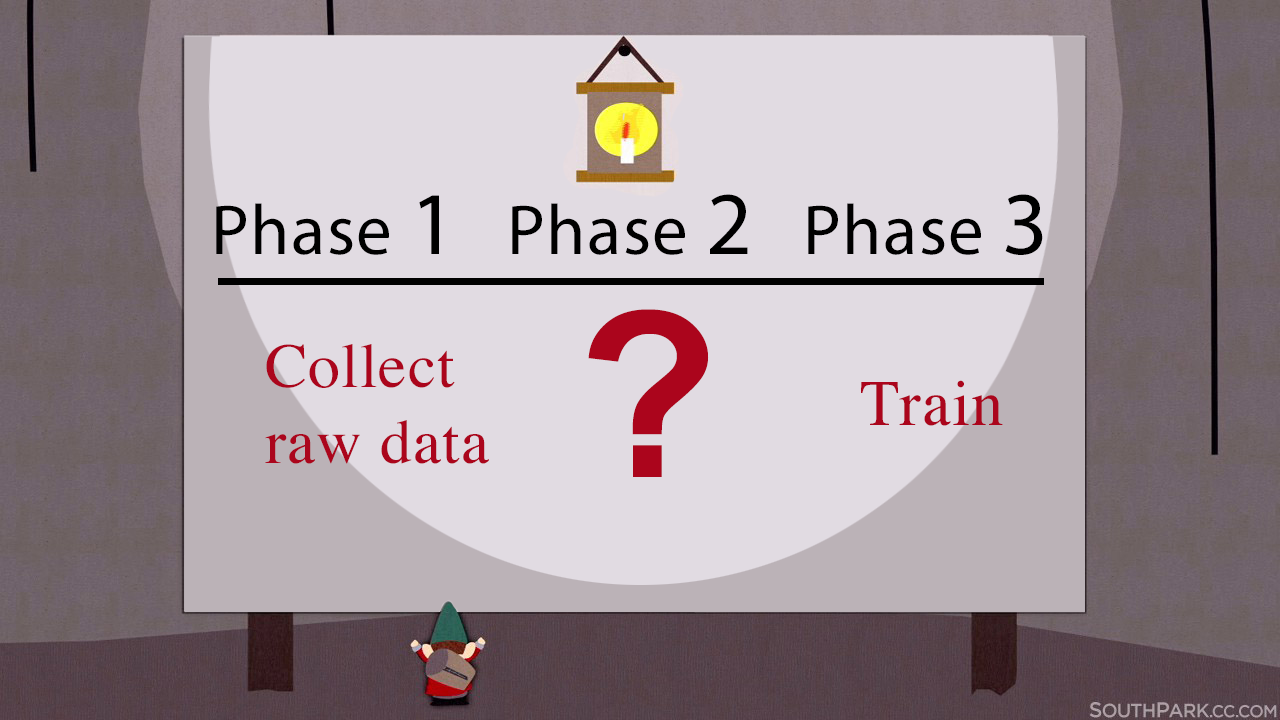 Phase 1 Phase 2 Phase 3
Collect
raw data
?
Train
SOUTHPARK.CC.COM